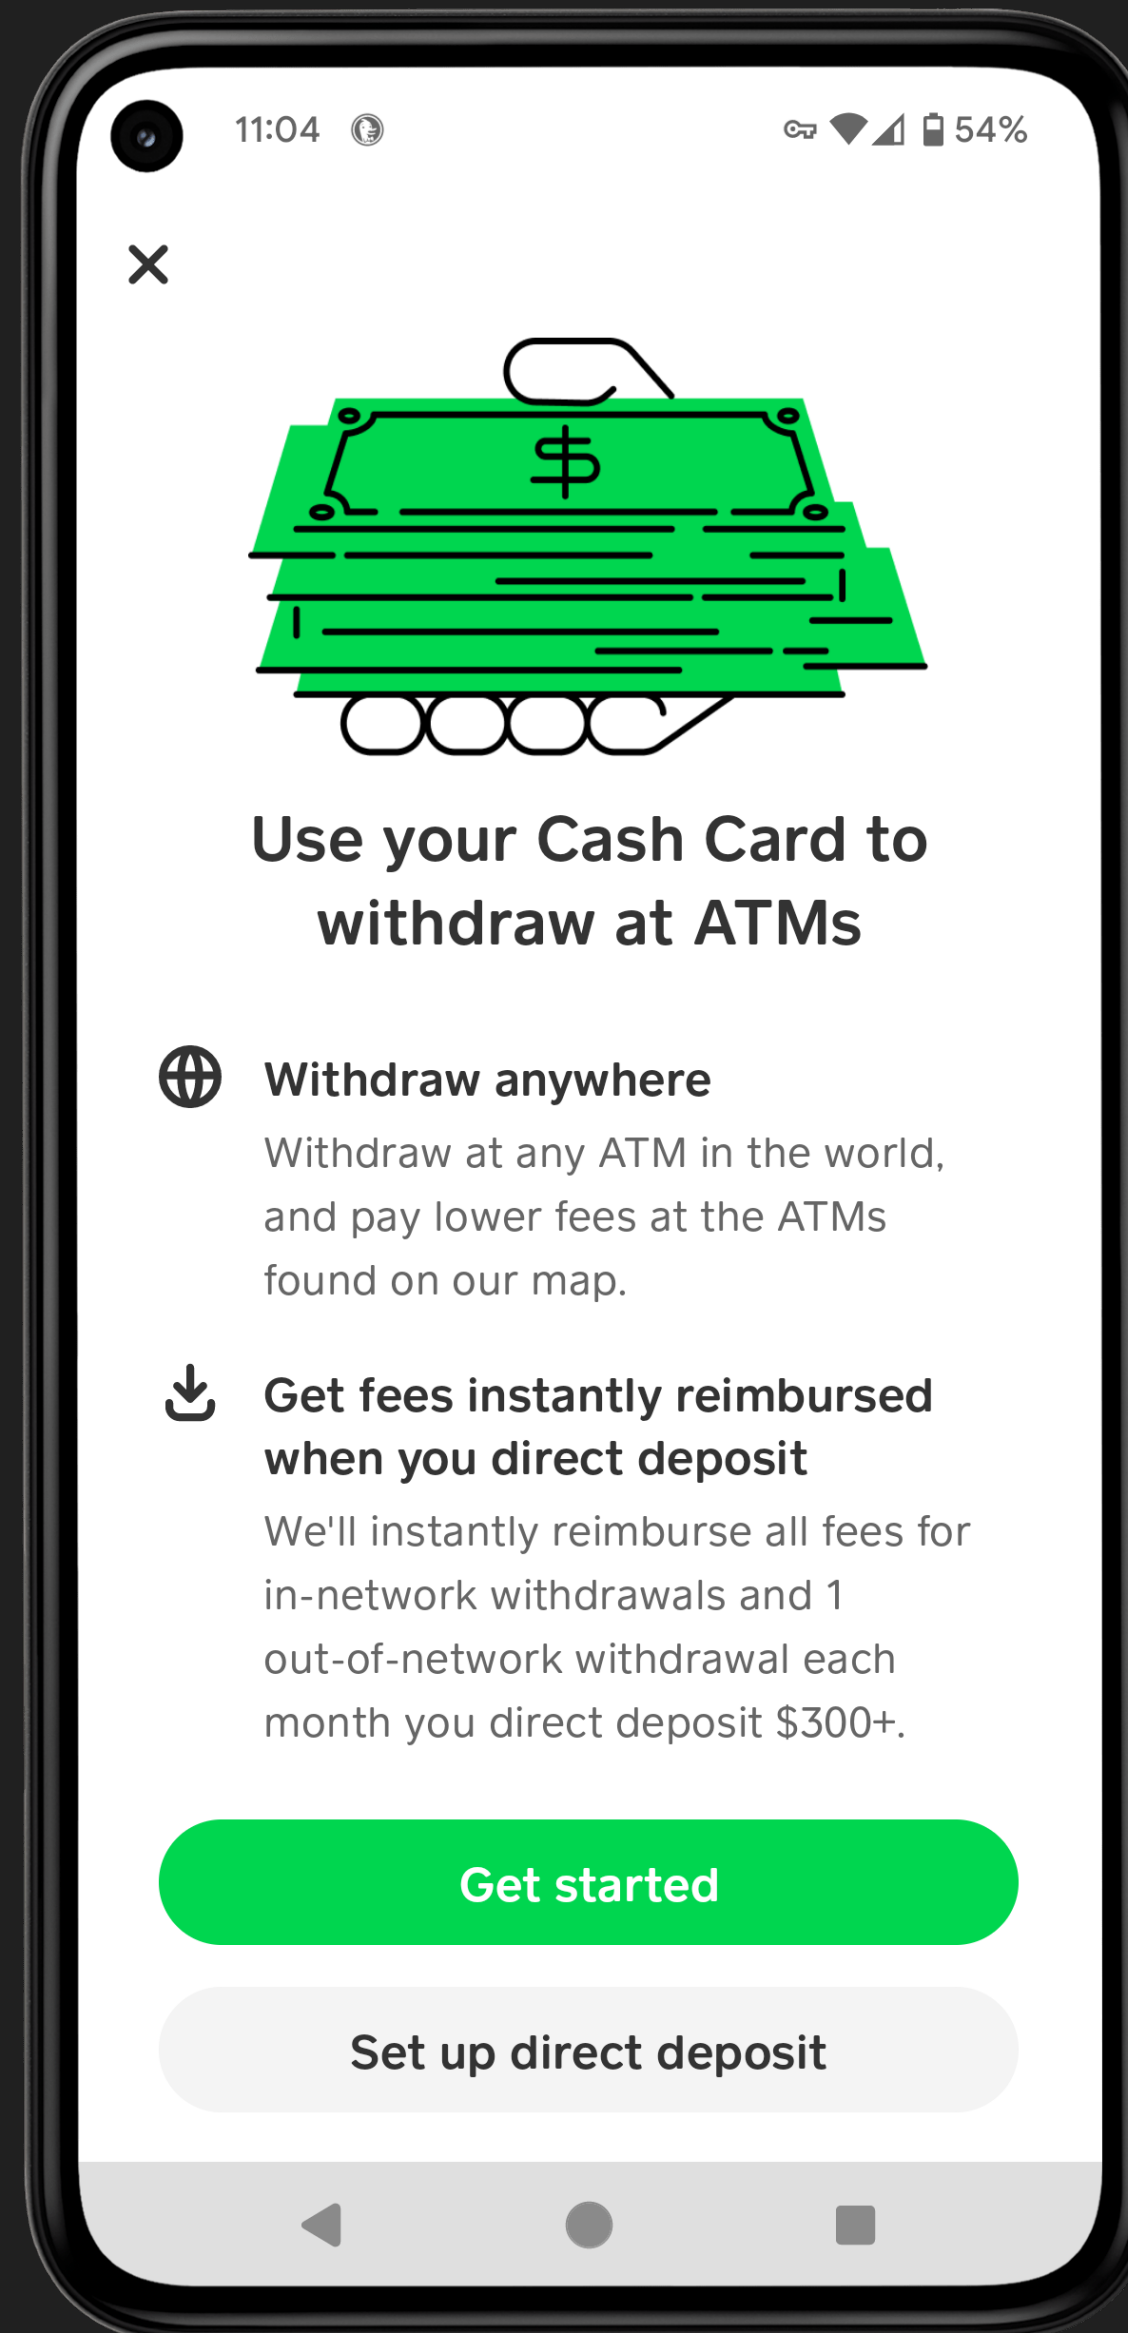 11:04
54%
$
Use your Cash Card to
withdraw at ATMs
Withdraw anywhere
Withdraw at any ATM in the world,
and pay lower fees at the ATMs
found on our map.
Get fees instantly reimbursed
when you direct deposit
We'll instantly reimburse all fees for
in-network withdrawals and 1
out-of-network withdrawal each
month you direct deposit $300+.
Get started
Set up direct deposit